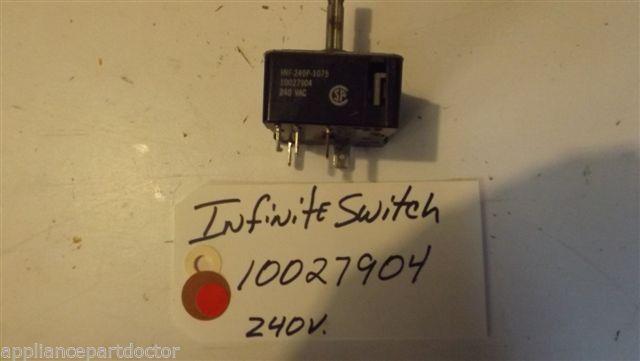 INF-240P-1075
10027904
240 VAC
Infinite Switch
10027904
240V.
appliancepartdoctor